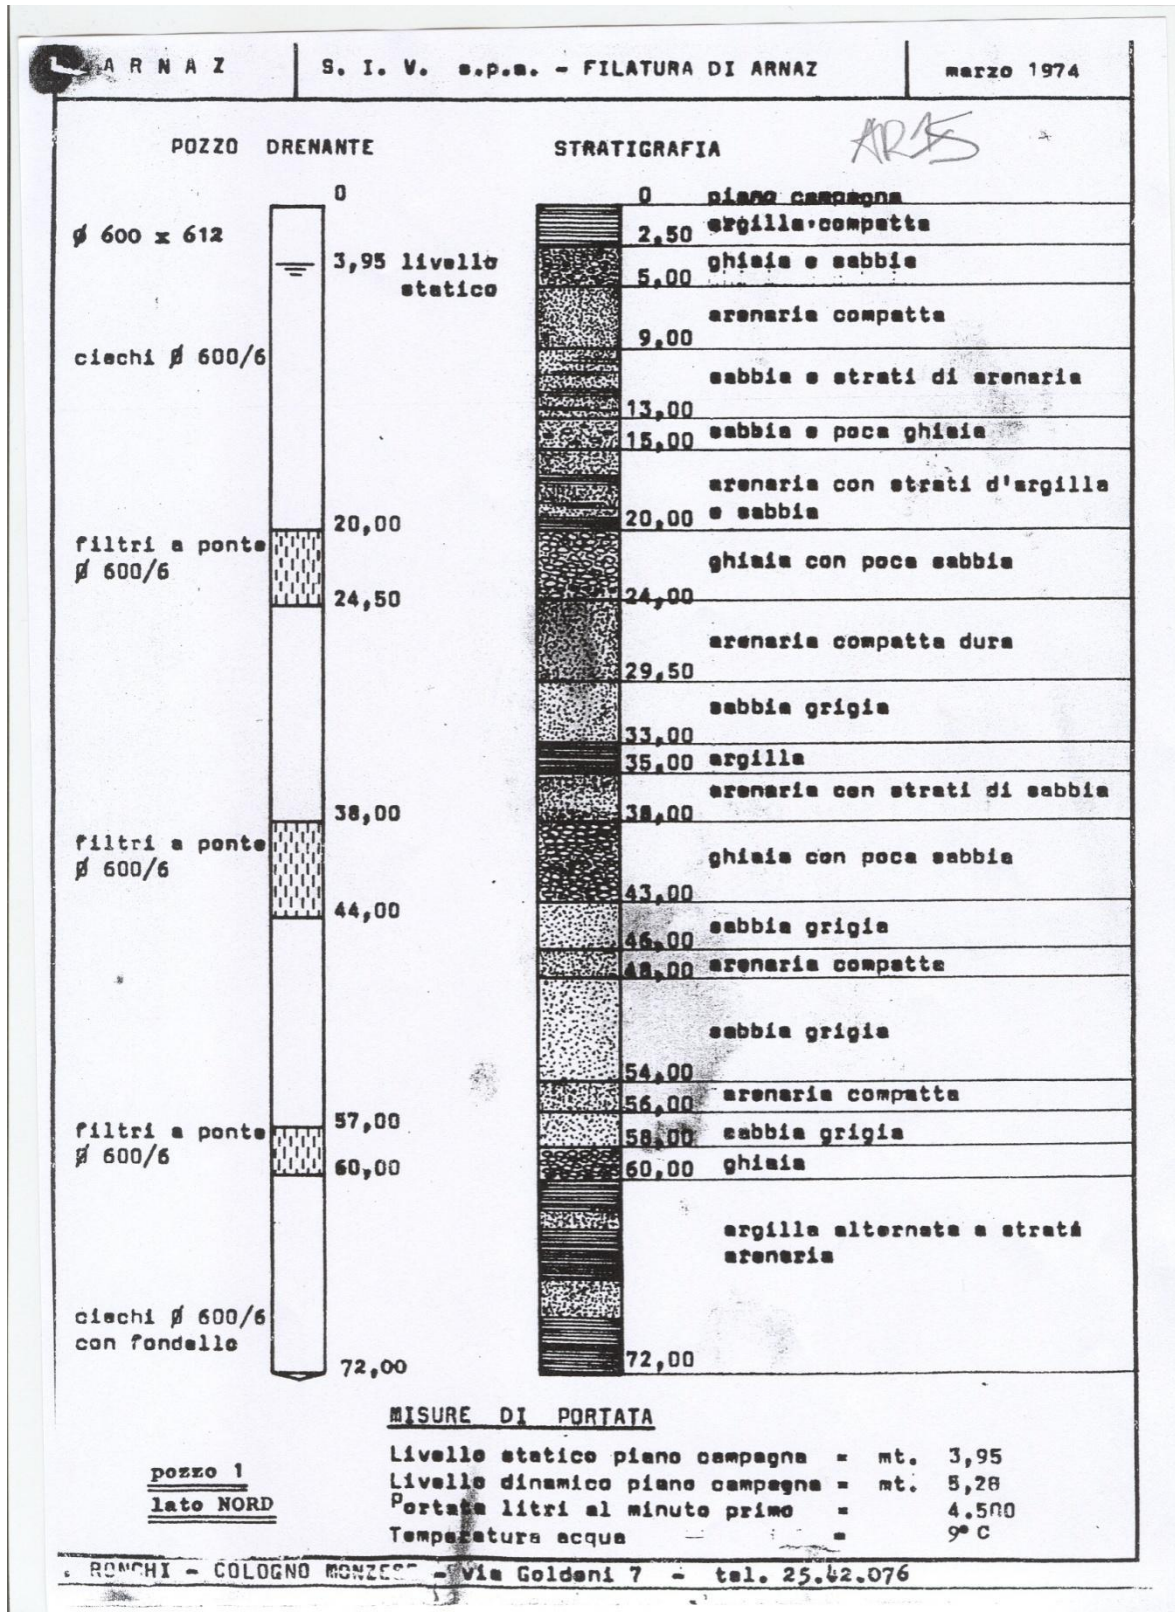 ARNAZ
S. I. V. s.p.a. - FILATURA DI ARNAZ
marzo 1974
POZZO DRENANTE
STRATIGRAFIA
AR15
0
0 piano campagna
ø 600 x 612
2,50 argilla compatta
3,95 livello
statico
5,00 ghiaia e sabbia
9,00 arenaria compatta
ciechi ø 600/6
13,00 sabbia e strati di arenaria
15,00 sabbia e poca ghiaia
arenaria con strati d'argilla
20,00 e sabbia
20,00
filtri a ponte
ø 600/6
24,50
24,00 ghiaia con poca sabbia
29,50 arenaria compatta dura
33,00 sabbia grigia
35,00 argilla
38,00 arenaria con strati di sabbia
38,00
filtri a ponte
ø 600/6
44,00
43,00 ghiaia con poca sabbia
46,00 sabbia grigia
48,00 arenaria compatta
54,00 sabbia grigia
56,00 arenaria compatta
57,00
filtri a ponte
ø 600/6
60,00
58,00 sabbia grigia
60,00 ghiaia
argilla alternata a strati
arenaria
ciechi ø 600/6
con fondello
72,00
72,00
MISURE DI PORTATA
Livello statico piano campagna = mt. 3,95
Livello dinamico piano campagna = mt. 5,28
Portata litri al minuto primo = 4.500
Temperatura acqua = 9° C
pozzo 1
lato NORD
. RONCHI - COLOGNO MONZESE - Via Goldoni 7 - tel. 25.42.076